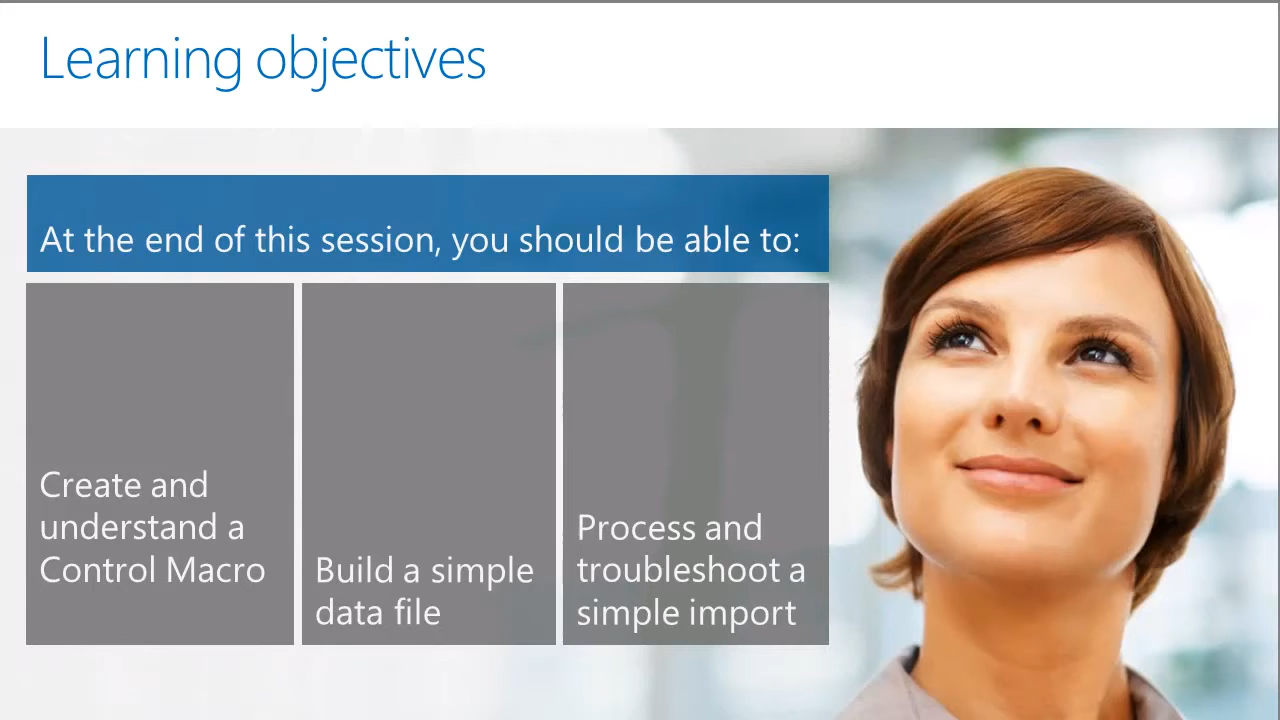 Learning objectives
At the end of this session, you should be able to:
Create and
understand a
Control Macro
Build a simple
data file
Process and
troubleshoot a
simple import